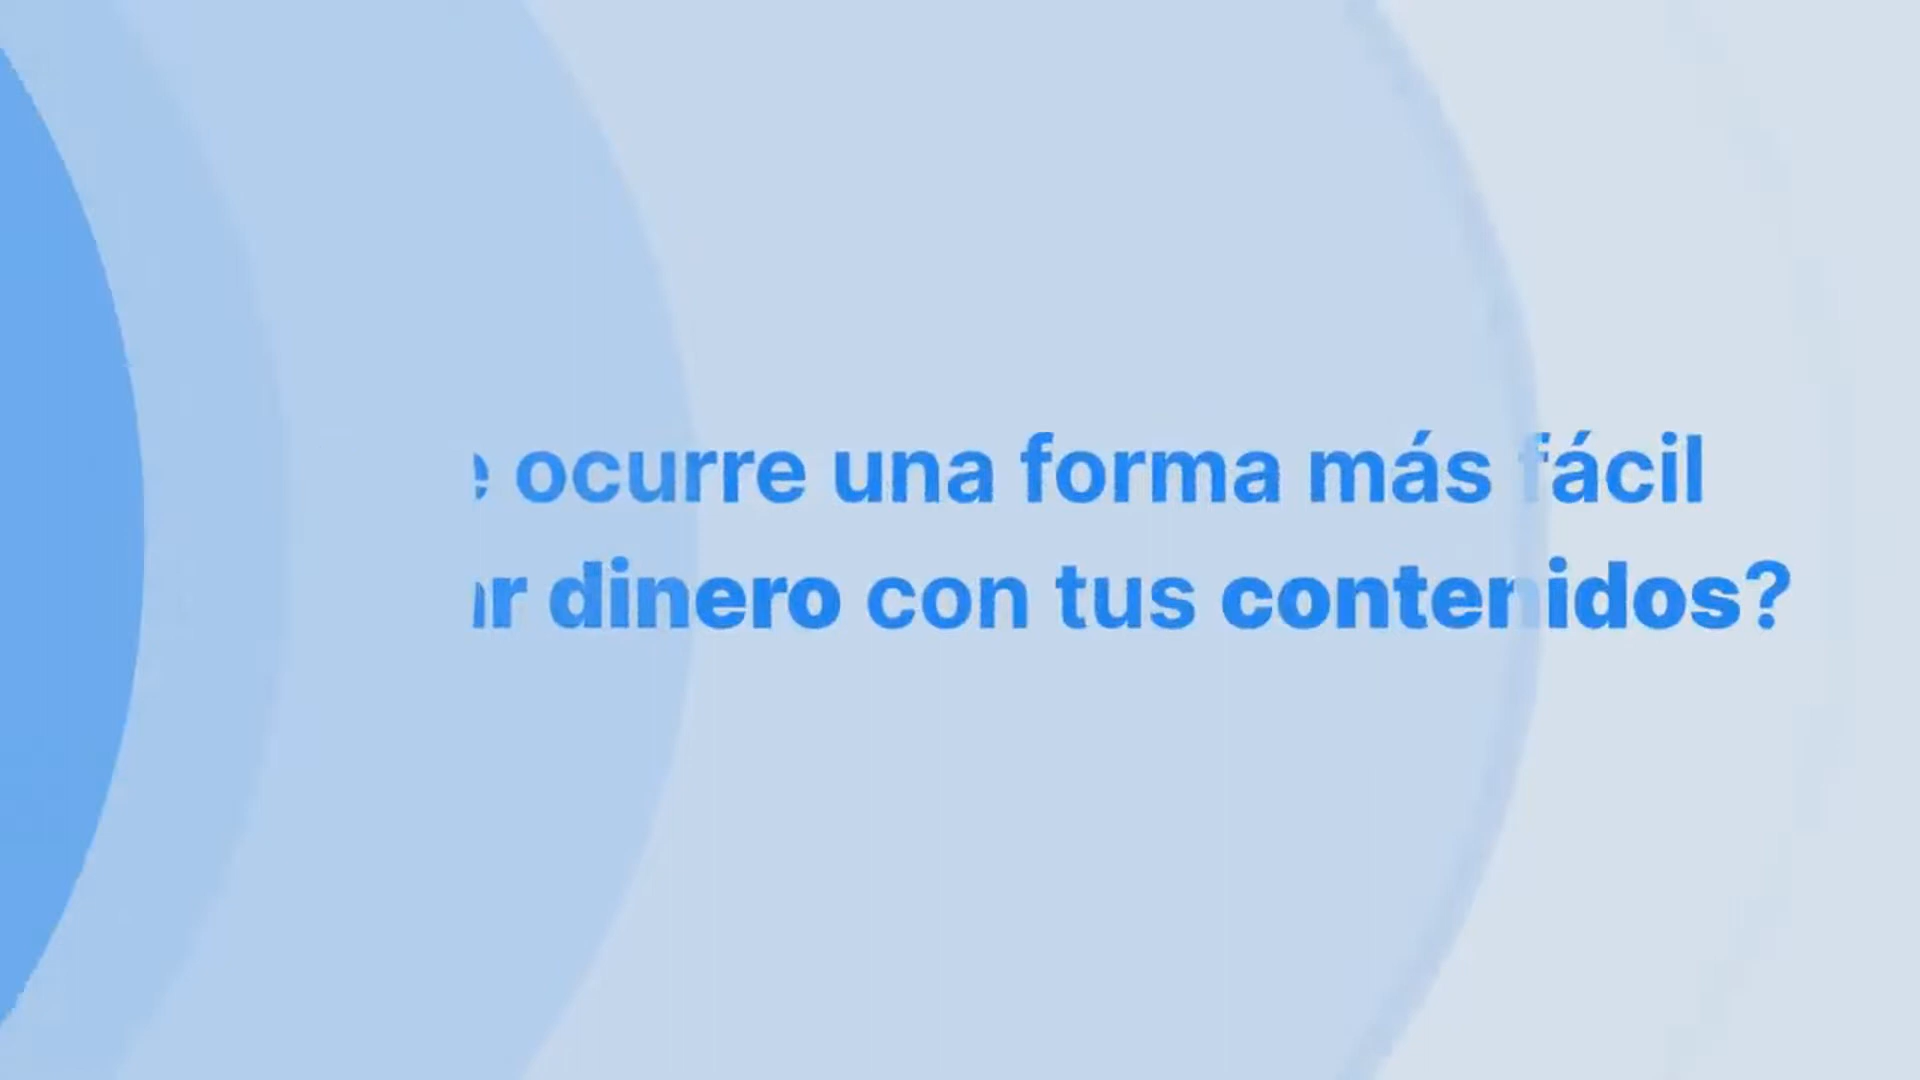 ocurre una forma más fácil
dinero con tus contenidos?